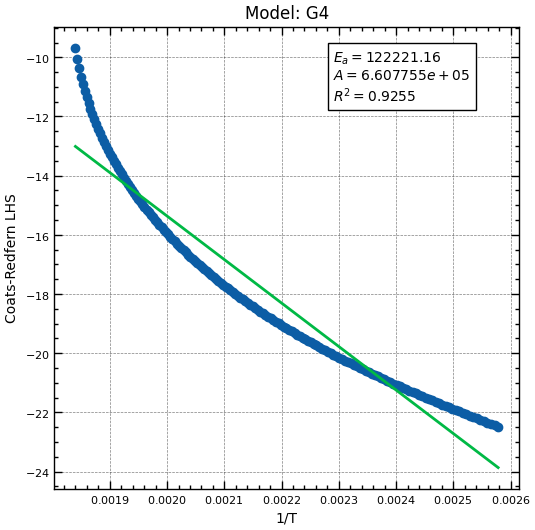 Model: G4
Coats-Redfern LHS
−10
−12
−14
−16
−18
−20
−22
−24
E_a = 122221.16
A = 6.607755e + 05
R² = 0.9255
0.0019 0.0020 0.0021 0.0022 0.0023 0.0024 0.0025 0.0026
1/T